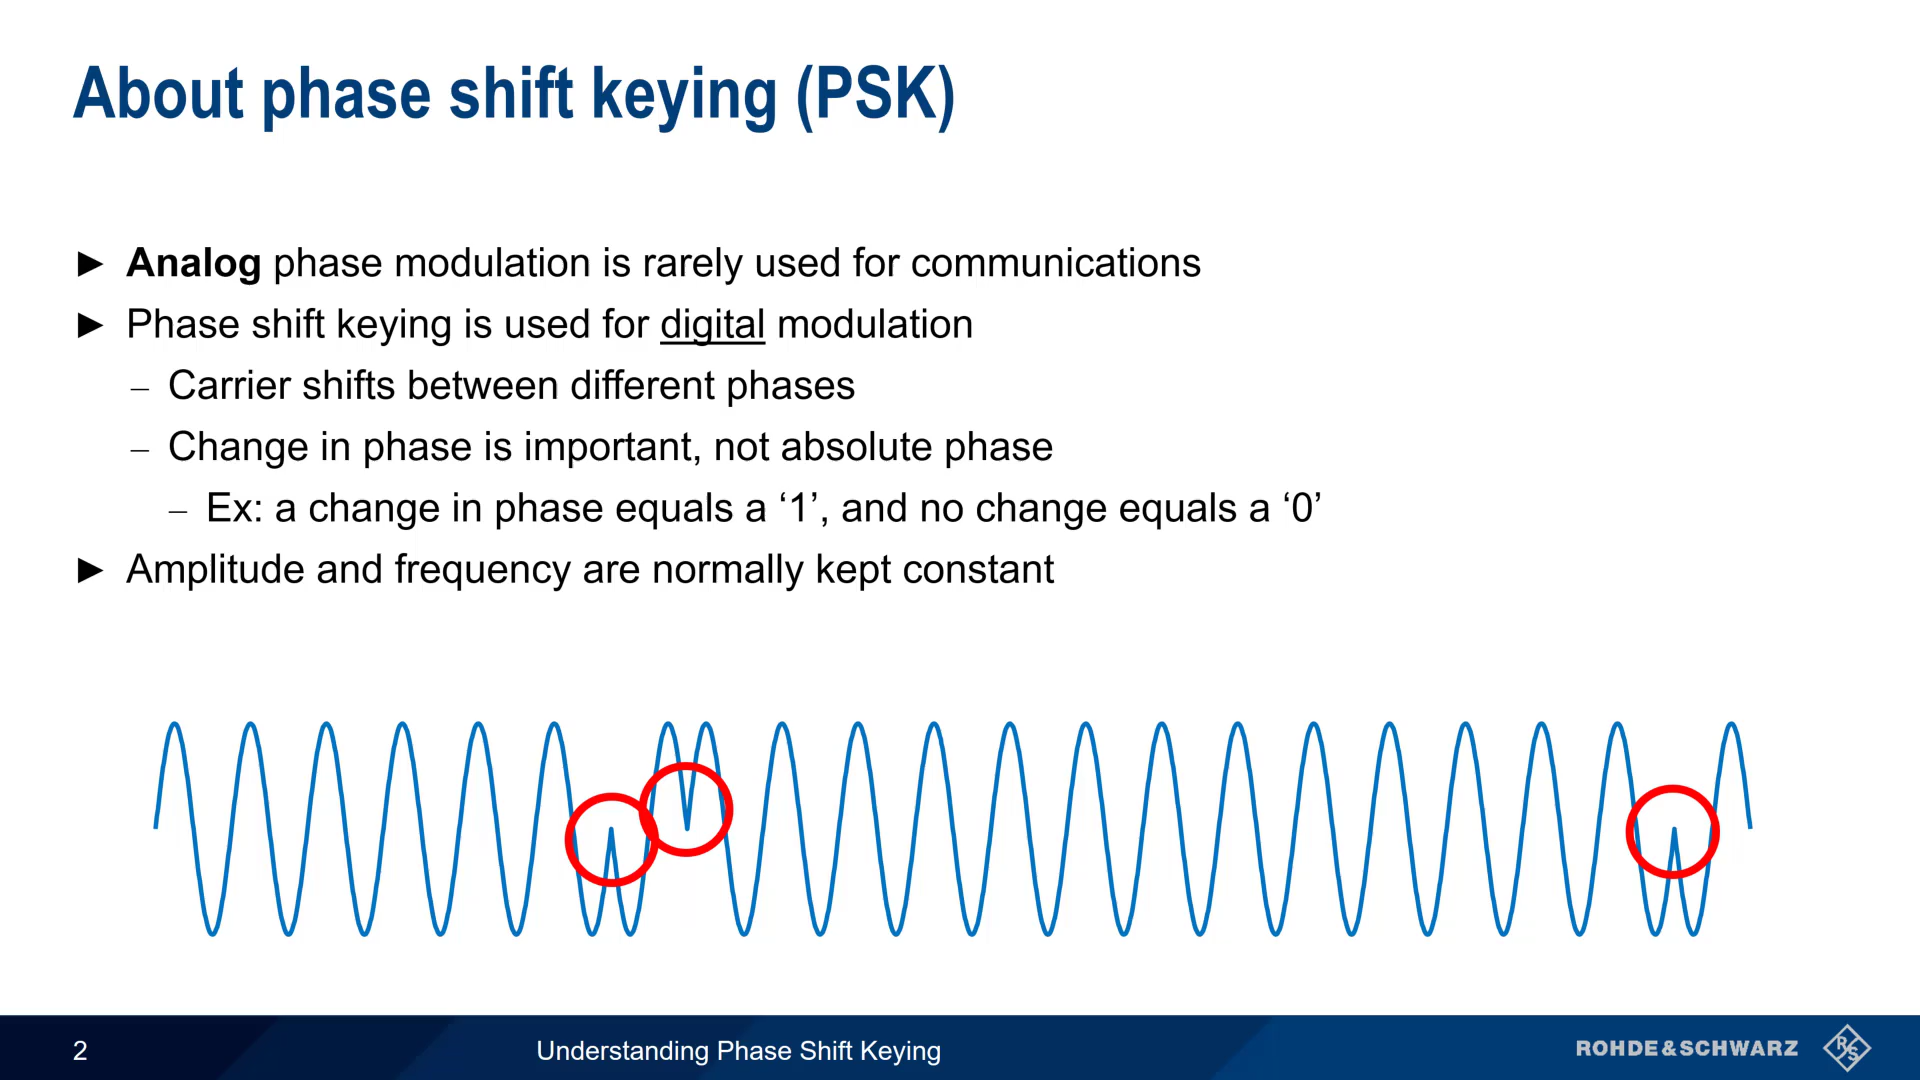 About phase shift keying (PSK)
► Analog phase modulation is rarely used for communications
► Phase shift keying is used for digital modulation
– Carrier shifts between different phases
– Change in phase is important, not absolute phase
– Ex: a change in phase equals a ‘1’, and no change equals a ‘0’
► Amplitude and frequency are normally kept constant
2
Understanding Phase Shift Keying
ROHDE&SCHWARZ
R&S